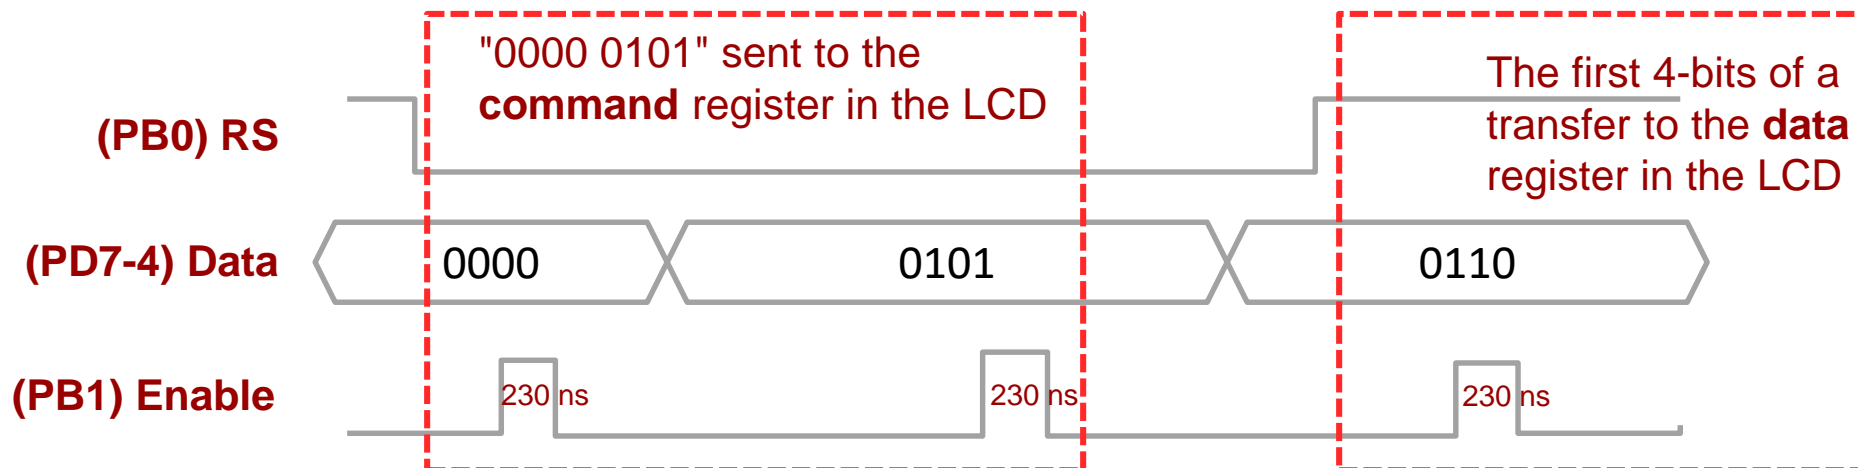 "0000 0101" sent to the
command register in the LCD
The first 4-bits of a
transfer to the data
register in the LCD
(PB0) RS
(PD7-4) Data
0000
0101
0110
(PB1) Enable
230 ns
230 ns
230 ns